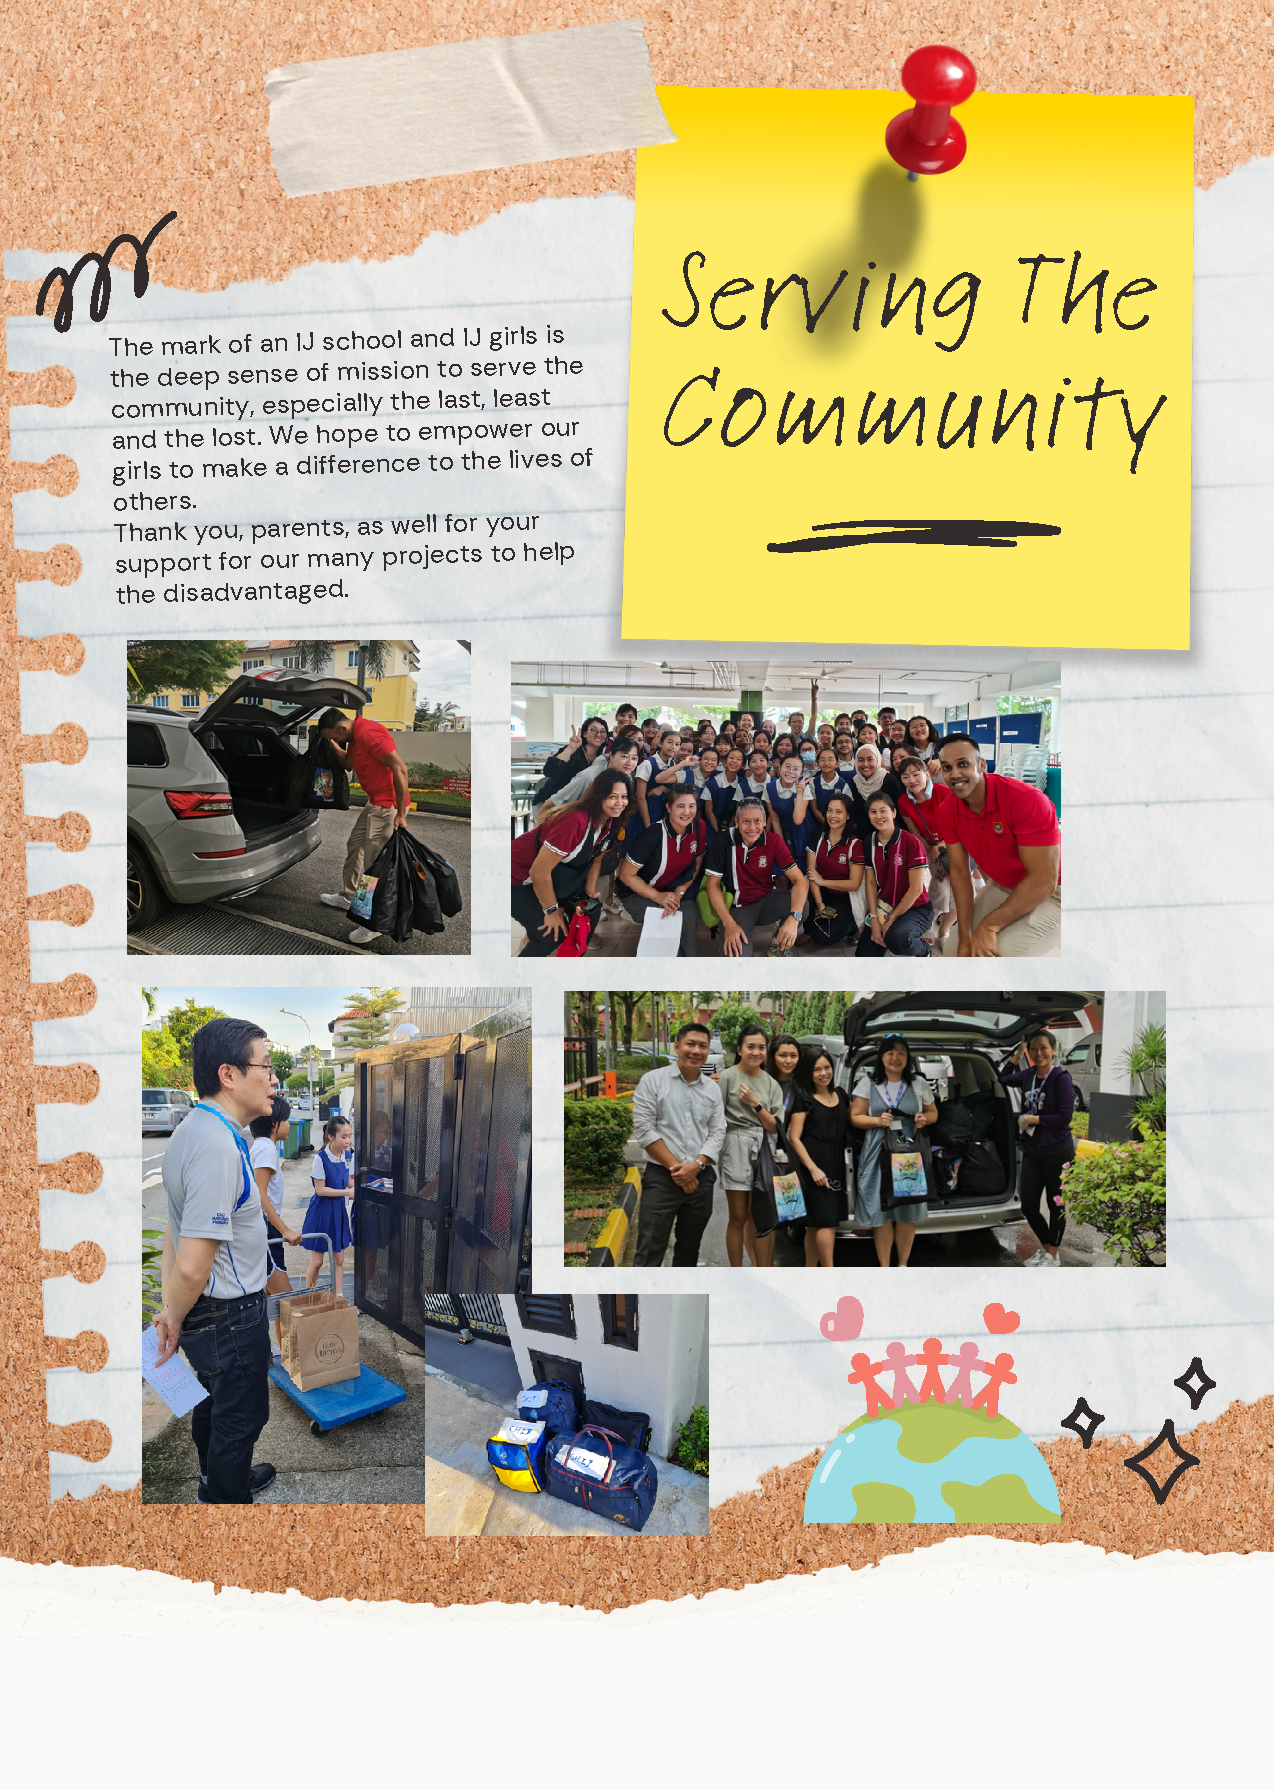 Serving The
Community
The mark of an IJ school and IJ girls is
the deep sense of mission to serve the
community, especially the last, least
and the lost. We hope to empower our
girls to make a difference to the lives of
others.
Thank you, parents, as well for your
support for our many projects to help
the disadvantaged.
CHIJ
CHIJ
CHIJ